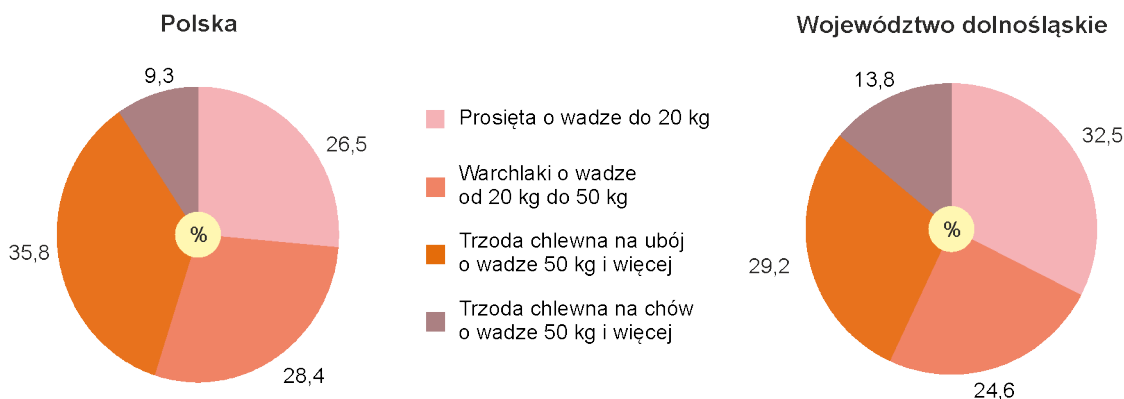 Polska
9,3
26,5
35,8
%
28,4
Prosięta o wadze do 20 kg
Warchlaki o wadze
od 20 kg do 50 kg
Trzoda chlewna na ubój
o wadze 50 kg i więcej
Trzoda chlewna na chów
o wadze 50 kg i więcej
Województwo dolnośląskie
13,8
32,5
%
29,2
24,6